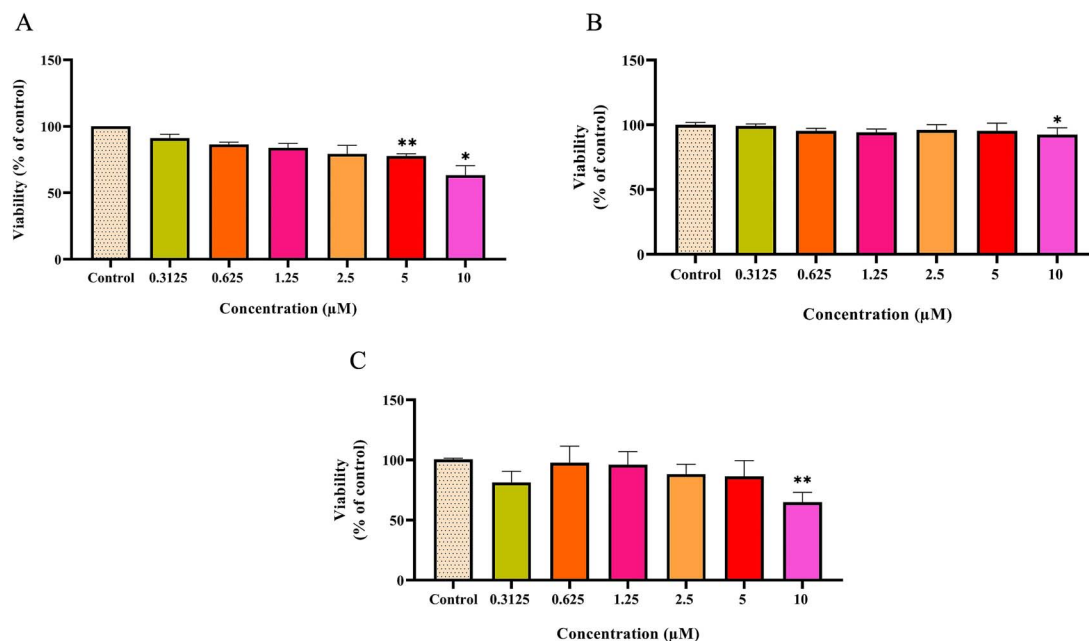 A
Viability (% of control)
150
100
50
0
**
*
Control 0.3125 0.625 1.25 2.5 5 10
Concentration (µM)
B
Viability
(% of control)
150
100
50
0
*
Control 0.3125 0.625 1.25 2.5 5 10
Concentration (µM)
C
Viability
(% of control)
150
100
50
0
**
Control 0.3125 0.625 1.25 2.5 5 10
Concentration (µM)